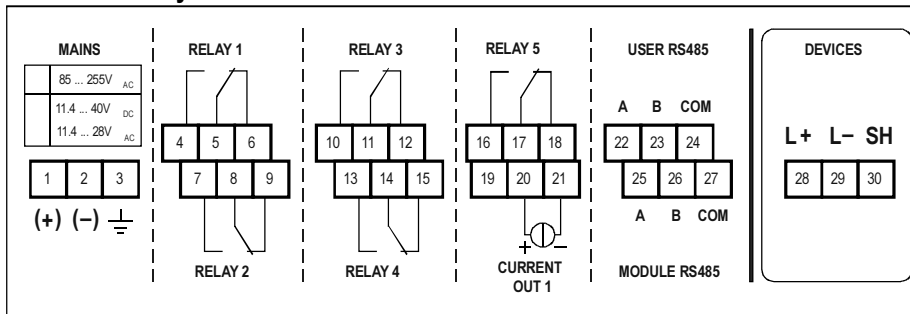 MAINS
85 ... 255V AC
11.4 ... 40V DC
11.4 ... 28V AC
1 2 3
(+) (–)
RELAY 1
4 5 6
7 8 9
RELAY 2
RELAY 3
10 11 12
13 14 15
RELAY 4
RELAY 5
16 17 18
19 20 21
+ –
CURRENT
OUT 1
USER RS485
A B COM
22 23 24
25 26 27
A B COM
MODULE RS485
DEVICES
L+ L– SH
28 29 30